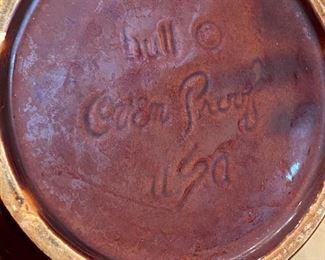 hull ©
Oven Proof
USA